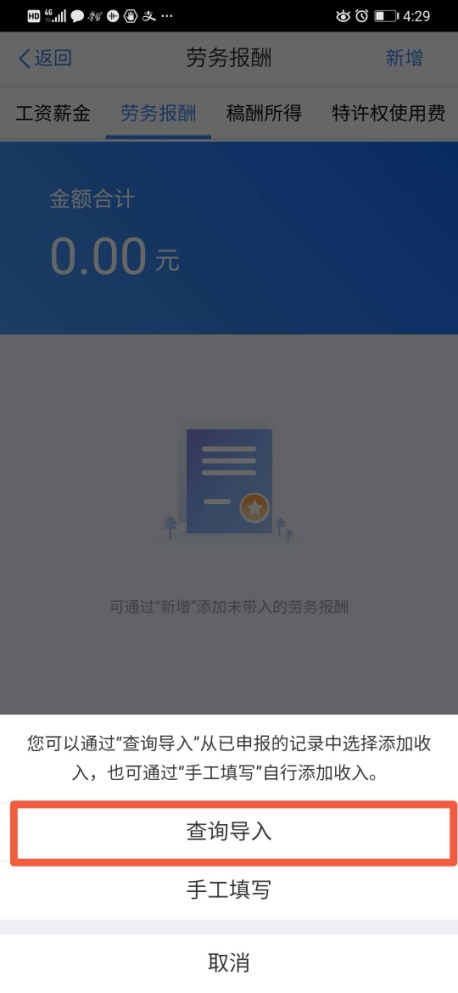 HD 4G 4:29
返回 劳务报酬 新增
工资薪金 劳务报酬 稿酬所得 特许权使用费
金额合计
0.00 元
可通过“新增”添加未带入的劳务报酬
您可以通过“查询导入”从已申报的记录中选择添加收
入，也可通过“手工填写”自行添加收入。
查询导入
手工填写
取消